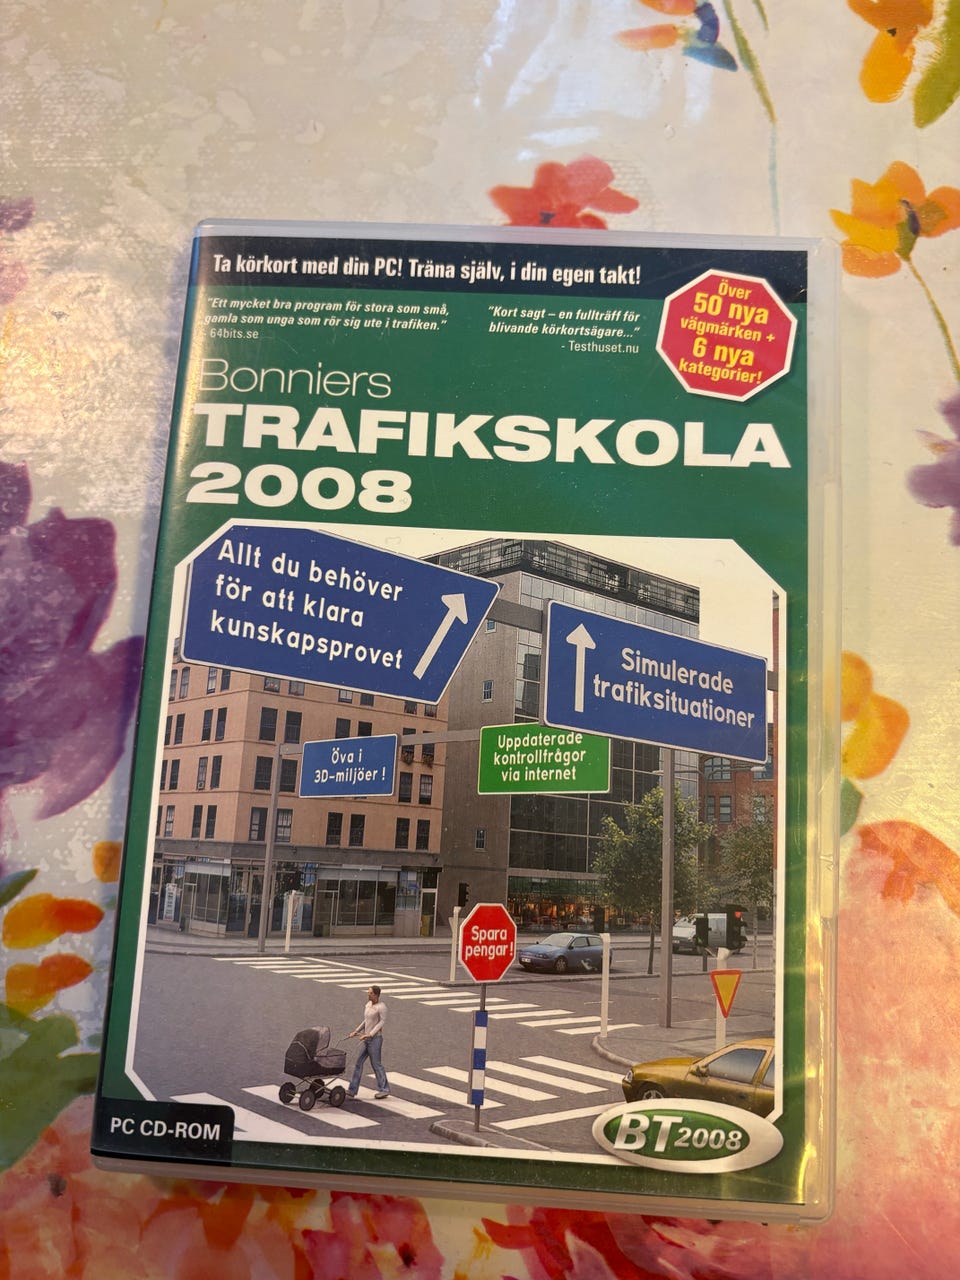 Ta körkort med din PC! Träna själv, i din egen takt!
"Ett mycket bra program för stora som små,
gamla som unga som rör sig ute i trafiken."
- 64bits.se
"Kort sagt – en fullträff för
blivande körkortsägare..."
- Testhuset.nu
Över
50 nya
vägmärken +
6 nya
kategorier!
Bonniers
TRAFIKSKOLA
2008
Allt du behöver
för att klara
kunskapsprovet
Simulerade
trafiksituationer
Öva i
3D-miljöer !
Uppdaterade
kontrollfrågor
via internet
Spara
pengar!
PC CD-ROM
BT2008